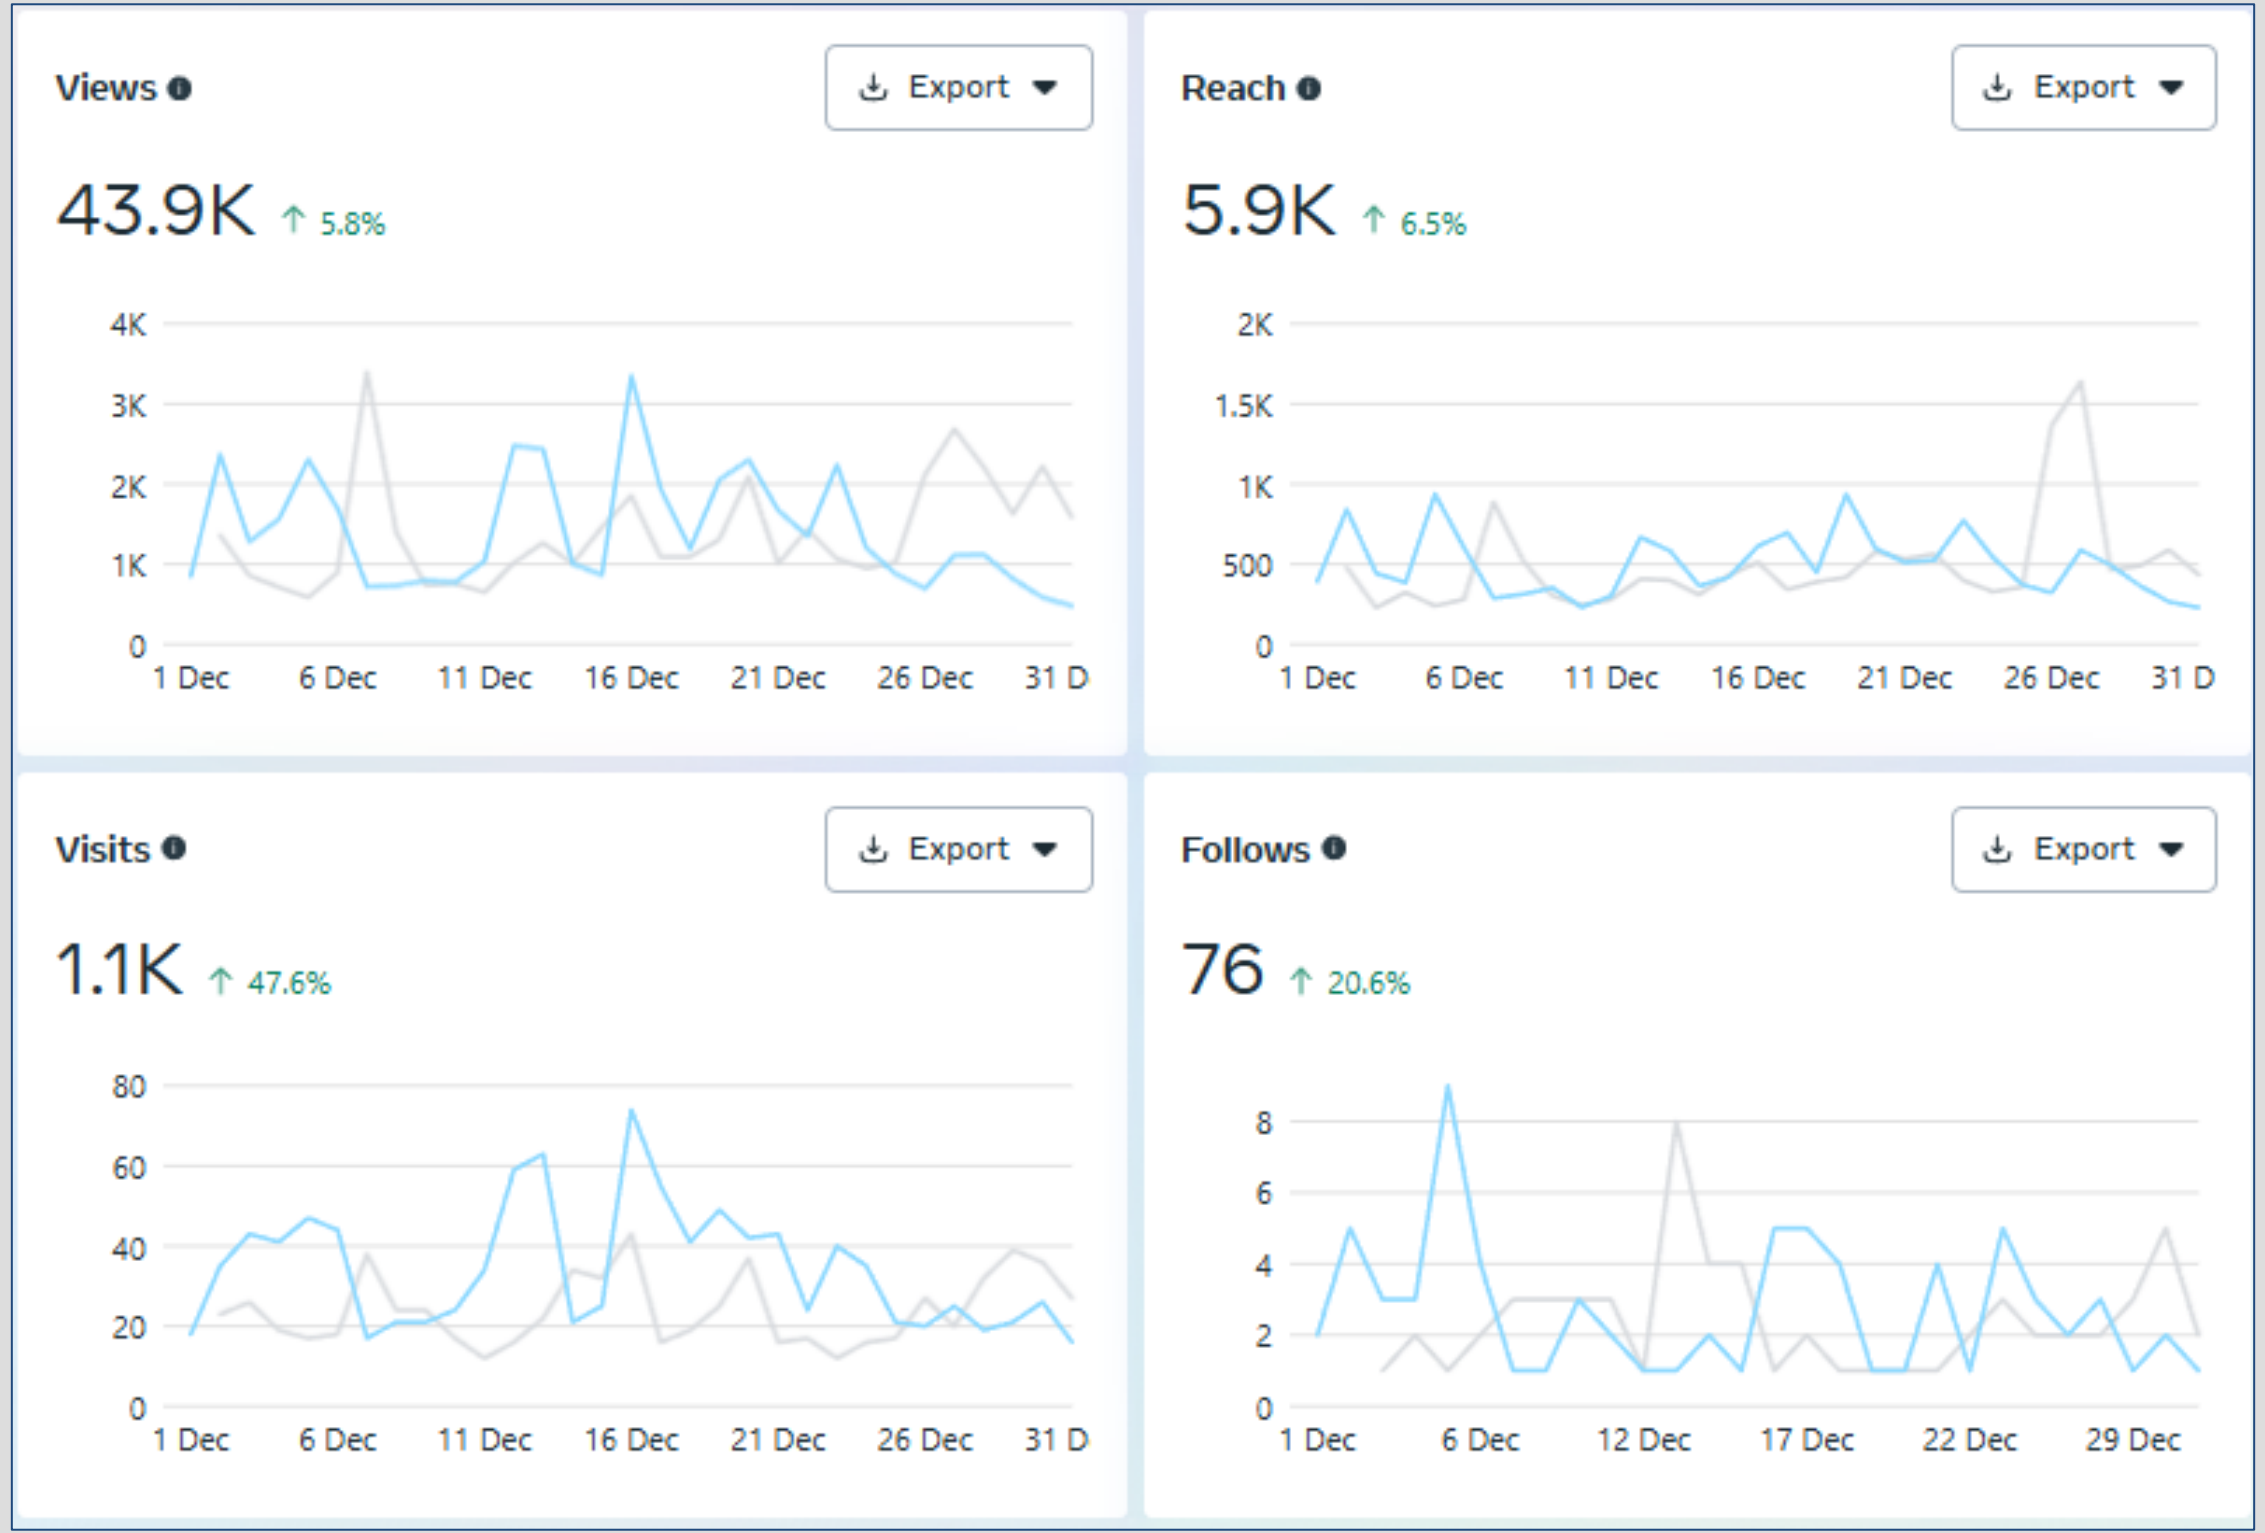 Views
Export
43.9K ↑ 5.8%
4K
3K
2K
1K
0
1 Dec 6 Dec 11 Dec 16 Dec 21 Dec 26 Dec 31 D
Reach
Export
5.9K ↑ 6.5%
2K
1.5K
1K
500
0
1 Dec 6 Dec 11 Dec 16 Dec 21 Dec 26 Dec 31 D
Visits
Export
1.1K ↑ 47.6%
80
60
40
20
0
1 Dec 6 Dec 11 Dec 16 Dec 21 Dec 26 Dec 31 D
Follows
Export
76 ↑ 20.6%
8
6
4
2
0
1 Dec 6 Dec 12 Dec 17 Dec 22 Dec 29 Dec